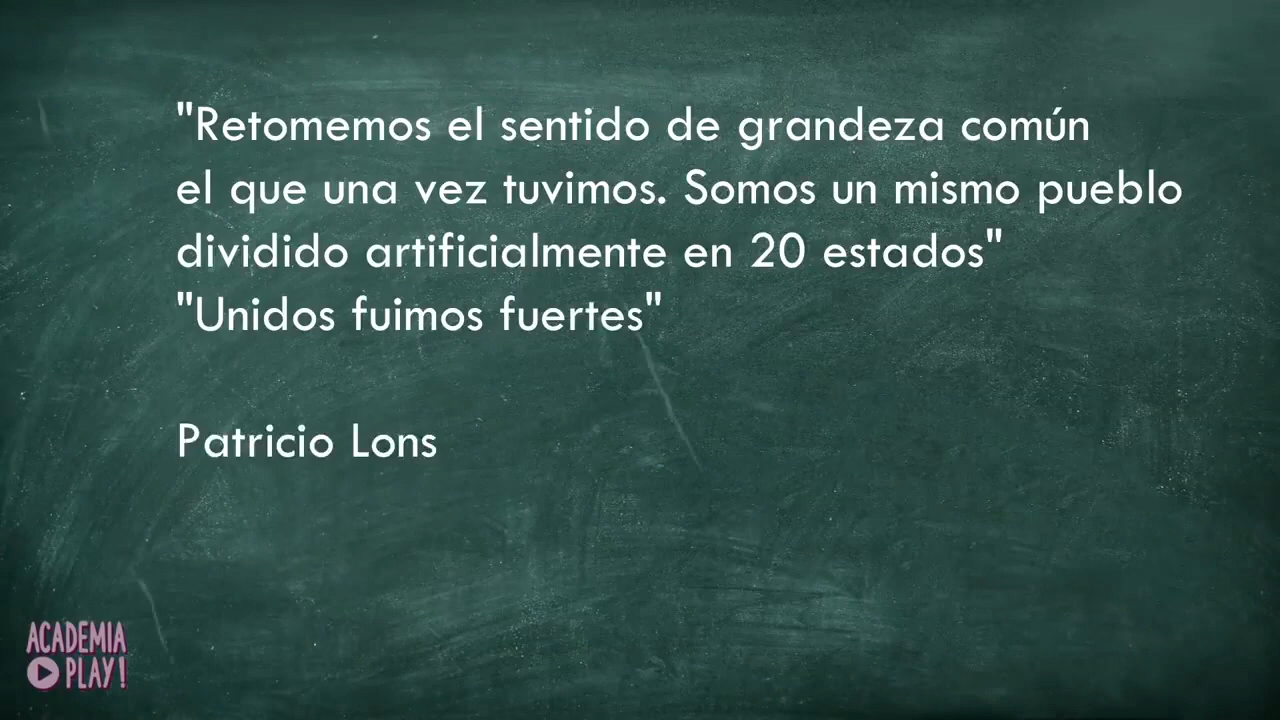 "Retomemos el sentido de grandeza común
el que una vez tuvimos. Somos un mismo pueblo
dividido artificialmente en 20 estados"
"Unidos fuimos fuertes"
Patricio Lons
ACADEMIA
PLAY!